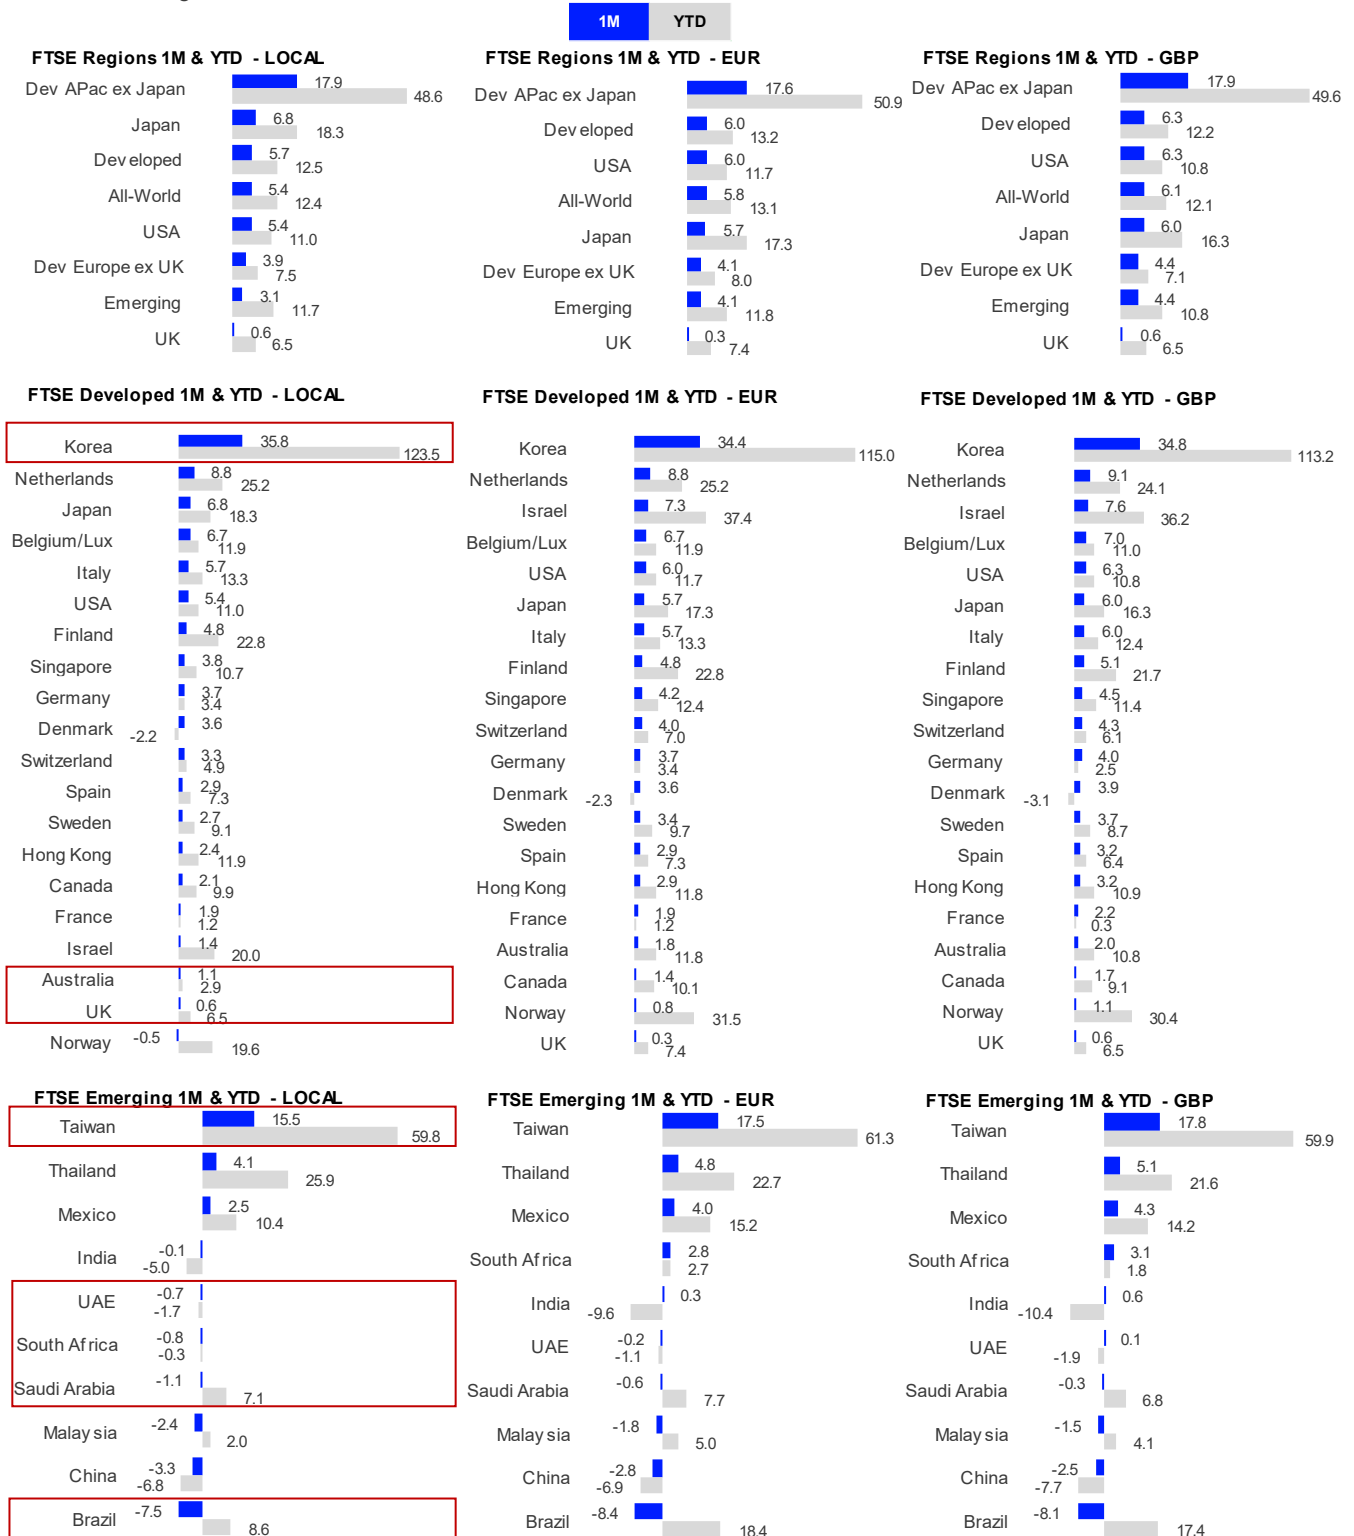 1M YTD
FTSE Regions 1M & YTD - LOCAL
Dev APac ex Japan 17.9 48.6
Japan 6.8 18.3
Developed 5.7 12.5
All-World 5.4 12.4
USA 5.4 11.0
Dev Europe ex UK 3.9 7.5
Emerging 3.1 11.7
UK 0.6 6.5
FTSE Regions 1M & YTD - EUR
Dev APac ex Japan 17.6 50.9
Developed 6.0 13.2
USA 6.0 11.7
All-World 5.8 13.1
Japan 5.7 17.3
Dev Europe ex UK 4.1 8.0
Emerging 4.1 11.8
UK 0.3 7.4
FTSE Regions 1M & YTD - GBP
Dev APac ex Japan 17.9 49.6
Developed 6.3 12.2
USA 6.3 10.8
All-World 6.1 12.1
Japan 6.0 16.3
Dev Europe ex UK 4.4 7.1
Emerging 4.4 10.8
UK 0.6 6.5
FTSE Developed 1M & YTD - LOCAL
Korea 35.8 123.5
Netherlands 8.8 25.2
Japan 6.8 18.3
Belgium/Lux 6.7 11.9
Italy 5.7 13.3
USA 5.4 11.0
Finland 4.8 22.8
Singapore 3.8 10.7
Germany 3.7 3.4
Denmark 3.6 -2.2
Switzerland 3.3 4.9
Spain 2.9 7.3
Sweden 2.7 9.1
Hong Kong 2.4 11.9
Canada 2.1 9.9
France 1.9 1.2
Israel 1.4 20.0
Australia 1.1 2.9
UK 0.6 6.5
Norway -0.5 19.6
FTSE Developed 1M & YTD - EUR
Korea 34.4 115.0
Netherlands 8.8 25.2
Israel 7.3 37.4
Belgium/Lux 6.7 11.9
USA 6.0 11.7
Japan 5.7 17.3
Italy 5.7 13.3
Finland 4.8 22.8
Singapore 4.2 12.4
Switzerland 4.0 7.0
Germany 3.7 3.4
Denmark 3.6 -2.3
Sweden 3.4 9.7
Spain 2.9 7.3
Hong Kong 2.9 11.8
France 1.9 1.2
Australia 1.8 11.8
Canada 1.4 10.1
Norway 0.8 31.5
UK 0.3 7.4
FTSE Developed 1M & YTD - GBP
Korea 34.8 113.2
Netherlands 9.1 24.1
Israel 7.6 36.2
Belgium/Lux 7.0 11.0
USA 6.3 10.8
Japan 6.0 16.3
Italy 6.0 12.4
Finland 5.1 21.7
Singapore 4.5 11.4
Switzerland 4.3 6.1
Germany 4.0 2.5
Denmark 3.9 -3.1
Sweden 3.7 8.7
Spain 3.2 6.4
Hong Kong 3.2 10.9
France 2.2 0.3
Australia 2.0 10.8
Canada 1.7 9.1
Norway 1.1 30.4
UK 0.6 6.5
FTSE Emerging 1M & YTD - LOCAL
Taiwan 15.5 59.8
Thailand 4.1 25.9
Mexico 2.5 10.4
India -0.1 -5.0
UAE -0.7 -1.7
South Africa -0.8 -0.3
Saudi Arabia -1.1 7.1
Malaysia -2.4 2.0
China -3.3 -6.8
Brazil -7.5 8.6
FTSE Emerging 1M & YTD - EUR
Taiwan 17.5 61.3
Thailand 4.8 22.7
Mexico 4.0 15.2
South Africa 2.8 2.7
India 0.3 -9.6
UAE -0.2 -1.1
Saudi Arabia -0.6 7.7
Malaysia -1.8 5.0
China -2.8 -6.9
Brazil -8.4 18.4
FTSE Emerging 1M & YTD - GBP
Taiwan 17.8 59.9
Thailand 5.1 21.6
Mexico 4.3 14.2
South Africa 3.1 1.8
India 0.6 -10.4
UAE 0.1 -1.9
Saudi Arabia -0.3 6.8
Malaysia -1.5 4.1
China -2.5 -7.7
Brazil -8.1 17.4